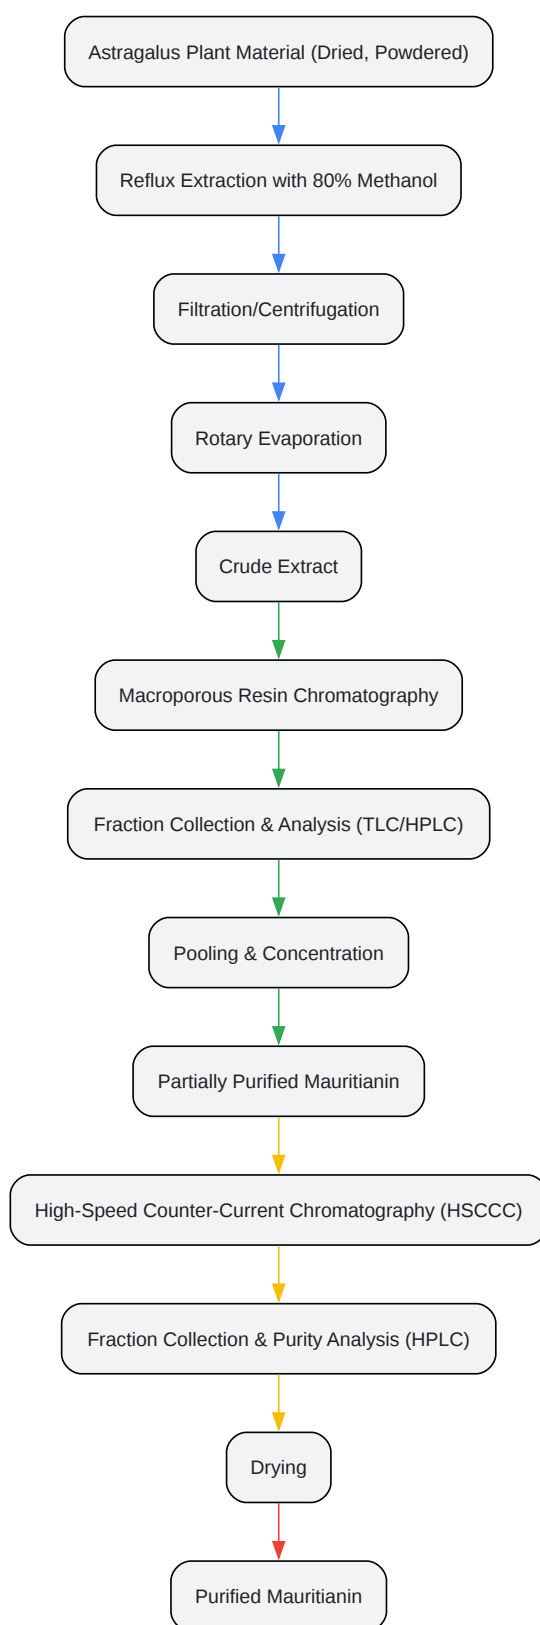 Astragalus Plant Material (Dried, Powdered)
Reflux Extraction with 80% Methanol
Filtration/Centrifugation
Rotary Evaporation
Crude Extract
Macroporous Resin Chromatography
Fraction Collection & Analysis (TLC/HPLC)
Pooling & Concentration
Partially Purified Mauritianin
High-Speed Counter-Current Chromatography (HSCCC)
Fraction Collection & Purity Analysis (HPLC)
Drying
Purified Mauritianin